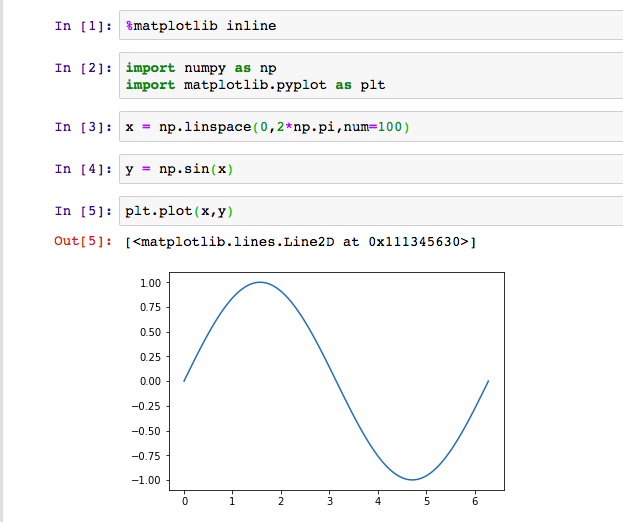 In [1]: %matplotlib inline
In [2]: import numpy as np
import matplotlib.pyplot as plt
In [3]: x = np.linspace(0,2*np.pi,num=100)
In [4]: y = np.sin(x)
In [5]: plt.plot(x,y)
Out[5]: [<matplotlib.lines.Line2D at 0x111345630>]
1.00
0.75
0.50
0.25
0.00
−0.25
−0.50
−0.75
−1.00
0 1 2 3 4 5 6